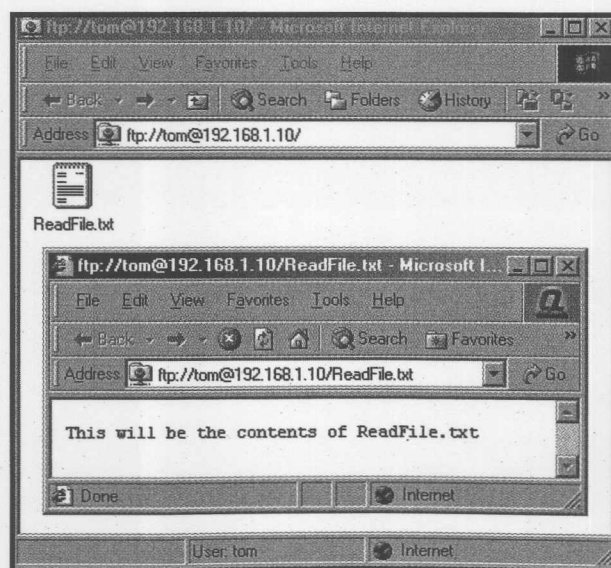 ftp://tom@192.168.1.10/ - Microsoft Internet Explorer
File Edit View Favorites Tools Help
Back Search Folders History »
Address ftp://tom@192.168.1.10/ Go
ReadFile.txt
ftp://tom@192.168.1.10/ReadFile.txt - Microsoft I...
File Edit View Favorites Tools Help
Back Search Favorites »
Address ftp://tom@192.168.1.10/ReadFile.txt Go
This will be the contents of ReadFile.txt
Done Internet
User: tom Internet